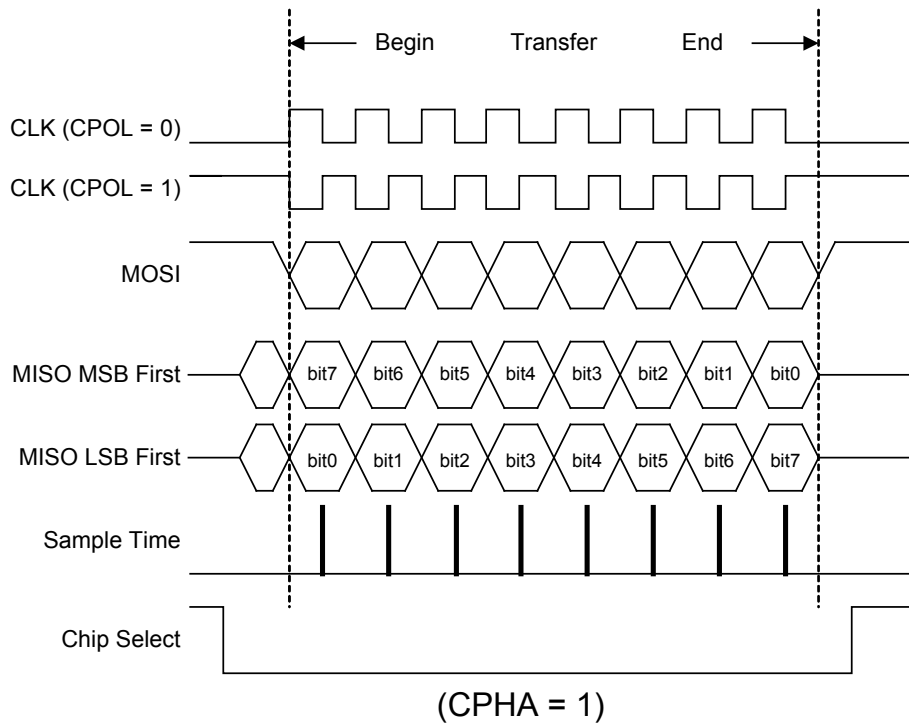 Begin Transfer End
CLK (CPOL = 0)
CLK (CPOL = 1)
MOSI
MISO MSB First bit7 bit6 bit5 bit4 bit3 bit2 bit1 bit0
MISO LSB First bit0 bit1 bit2 bit3 bit4 bit5 bit6 bit7
Sample Time
Chip Select
(CPHA = 1)